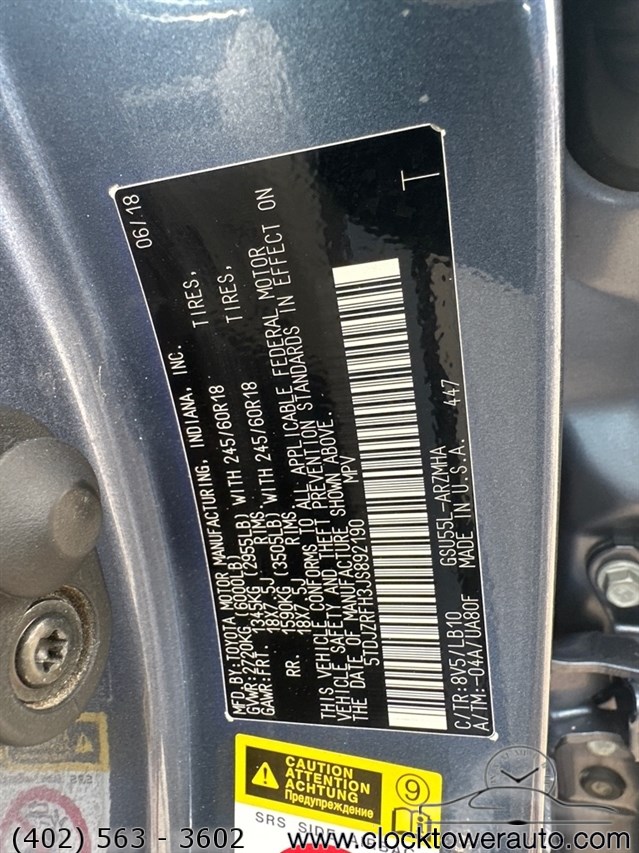 06/18
MFD.BY:TOYOTA MOTOR MANUFACTURING, INDIANA, INC.
GVWR:2720KG (6000LB)
GAWR:FRT. 1345KG (2955LB) WITH 245/60R18 TIRES,
18X7.5J RIMS,
RR. 1590KG (3505LB) WITH 245/60R18 TIRES,
18X7.5J RIMS,
THIS VEHICLE CONFORMS TO ALL APPLICABLE FEDERAL MOTOR
VEHICLE SAFETY AND THEFT PREVENTION STANDARDS IN EFFECT ON
THE DATE OF MANUFACTURE SHOWN ABOVE.
5TDJZRFH3JS892190 MPV
T
C/TR:8V5/LB10 GSU55L-ARZMHA 447
A/TM:-04A/UA80F MADE IN U.S.A.
CAUTION
ATTENTION
ACHTUNG
Предупреждение
9
SRS SIDE AIRBAG
(402) 563 - 3602 www.clocktowerauto.com